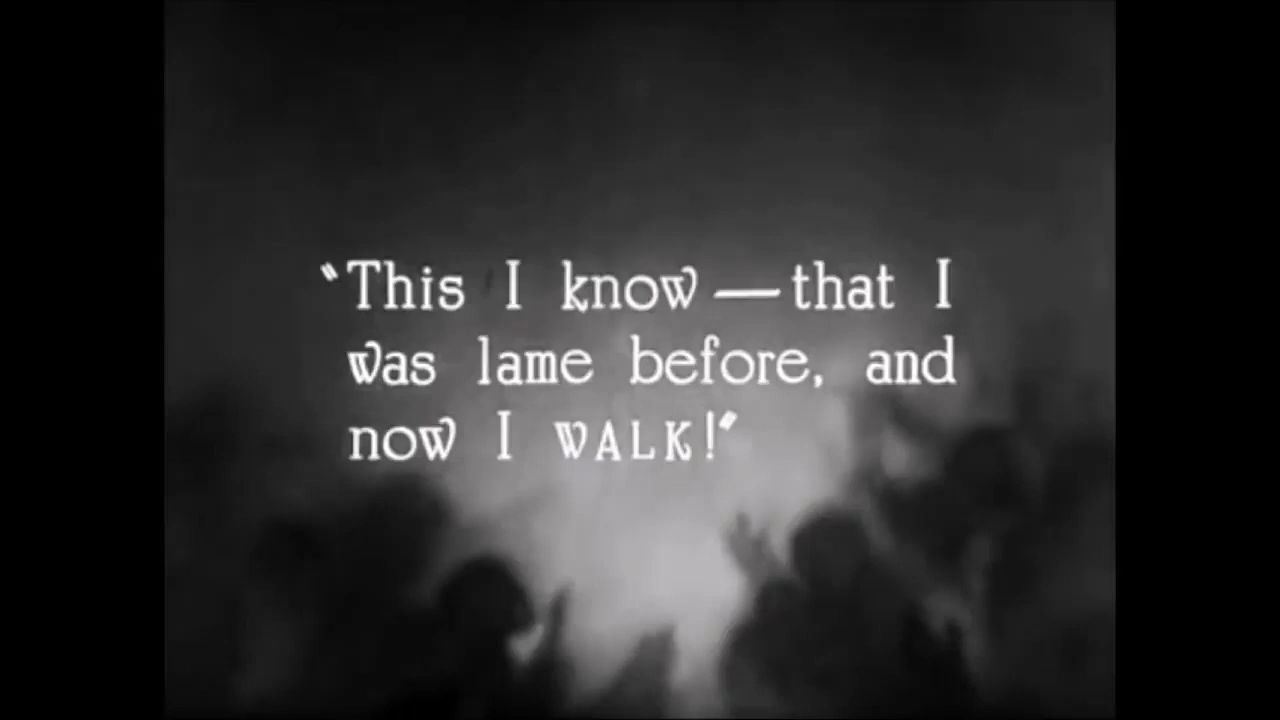 "This I know — that I
was lame before, and
now I WALK!"